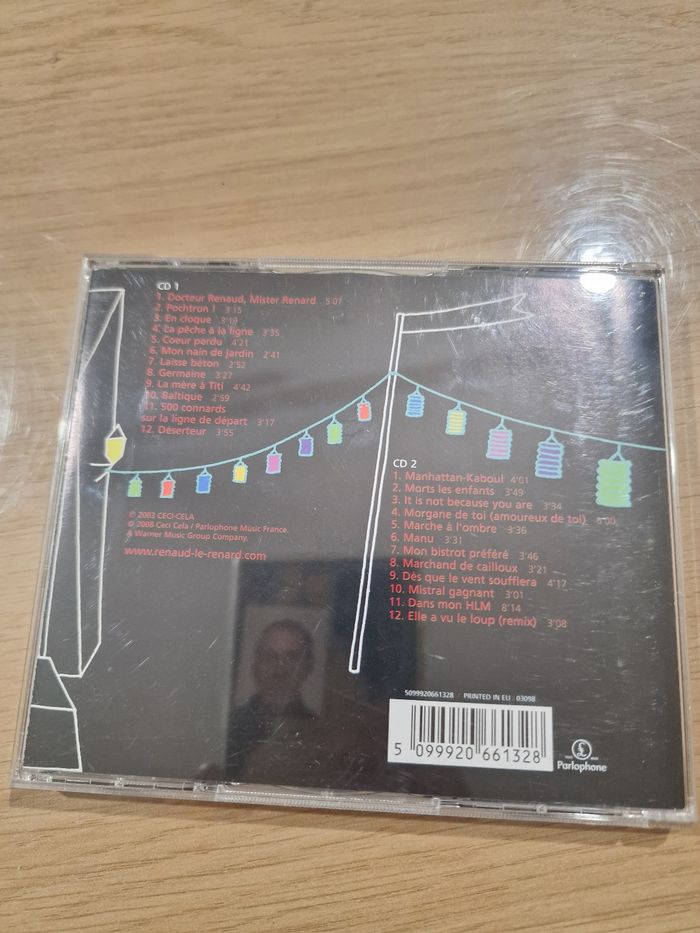 CD 1
1. Docteur Renaud, Mister Renard 5'07
2. Pochtron ! 3'15
3. En cloque 3'19
4. La pêche à la ligne 3'35
5. Coeur perdu 4'21
6. Mon nain de jardin 2'41
7. Laisse béton 2'52
8. Germaine 3'27
9. La mère à Titi 4'42
10. Baltique 2'59
11. 500 connards
sur la ligne de départ 3'17
12. Déserteur 3'55
© 2003 CECI-CELA
℗ 2008 Ceci Cela / Parlophone Music France.
A Warner Music Group Company.
www.renaud-le-renard.com
CD 2
1. Manhattan-Kaboul 4'01
2. Morts les enfants 3'49
3. It is not because you are 3'34
4. Morgane de toi (amoureux de toi) 6'00
5. Marche à l'ombre 3'36
6. Manu 3'31
7. Mon bistrot préféré 3'46
8. Marchand de cailloux 3'21
9. Dès que le vent soufflera 4'17
10. Mistral gagnant 3'01
11. Dans mon HLM 8'14
12. Elle a vu le loup (remix) 3'08
5099920661328 / PRINTED IN EU / 03098
5 099920 661328
£
Parlophone